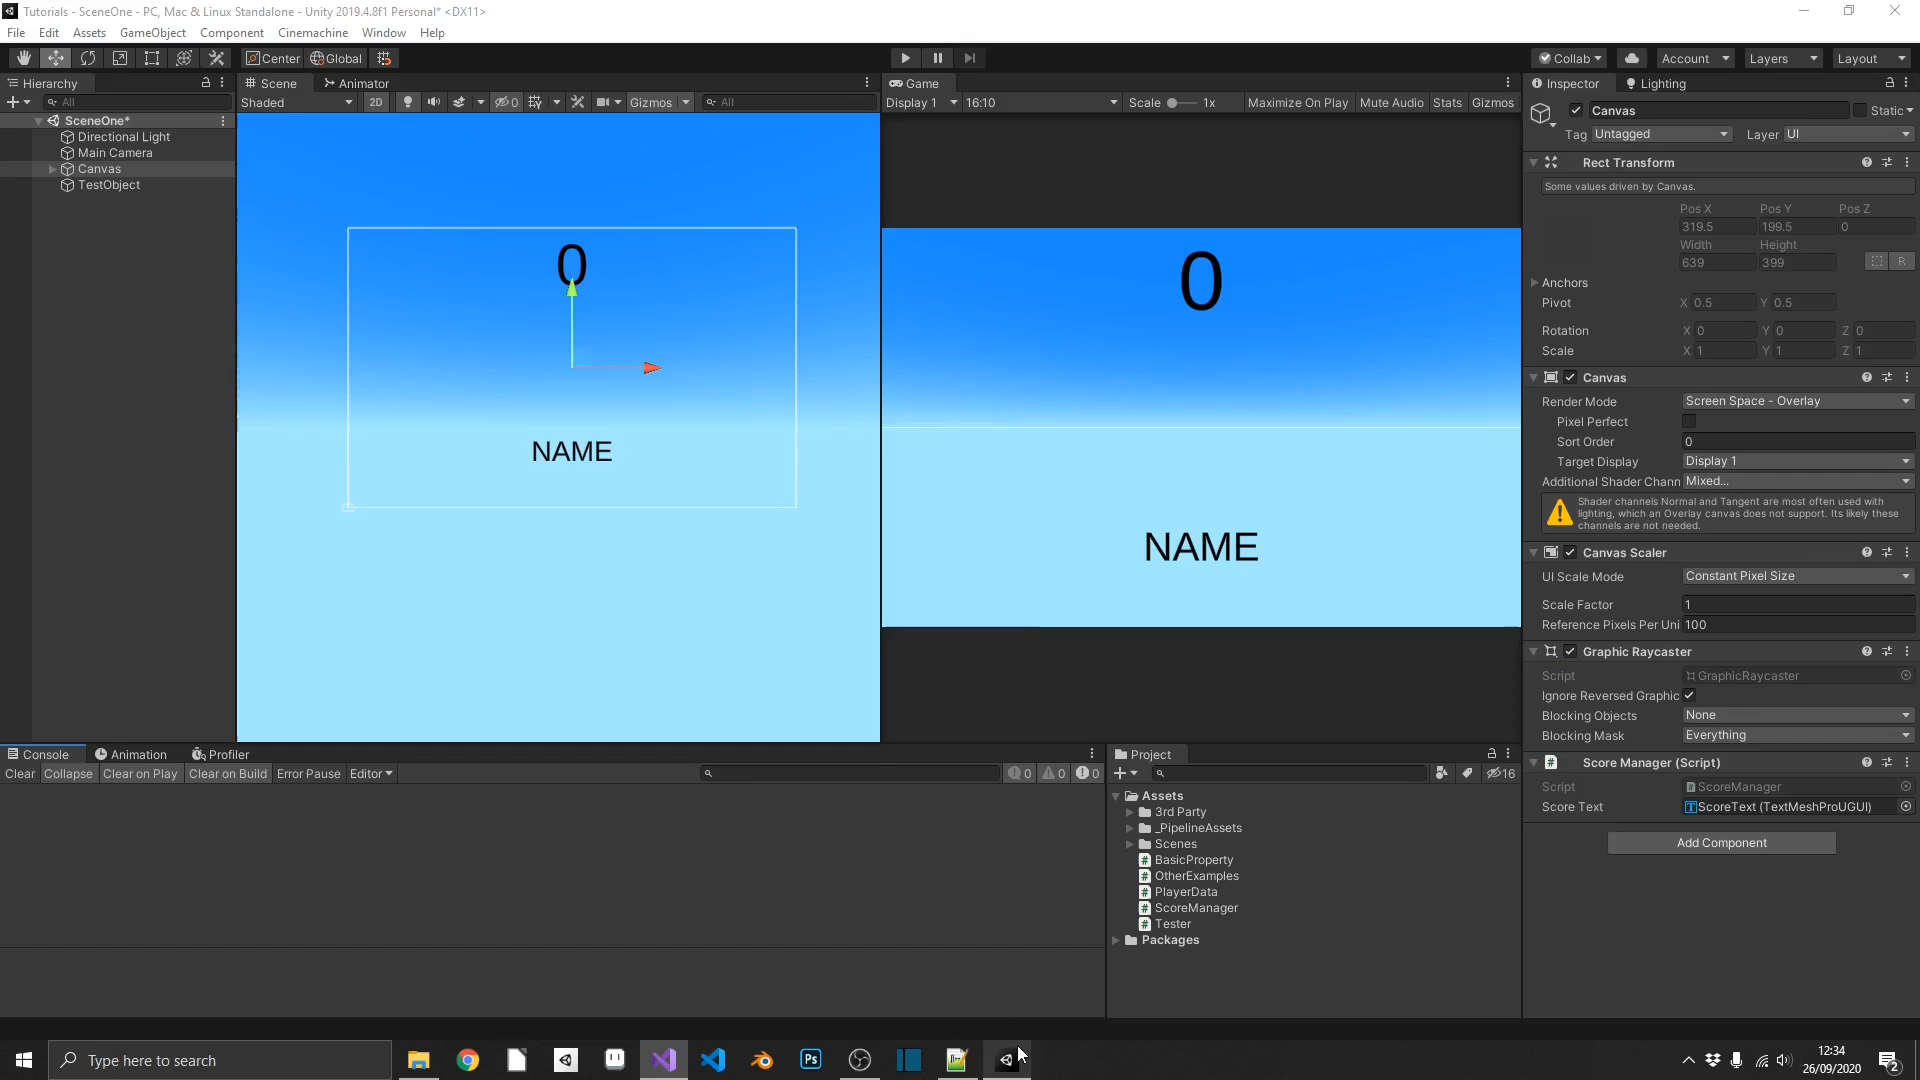 Tutorials - SceneOne - PC, Mac & Linux Standalone - Unity 2019.4.8f1 Personal* <DX11>
File Edit Assets GameObject Component Cinemachine Window Help
Center Global Collab Account Layers Layout
Hierarchy
All
SceneOne*
Directional Light
Main Camera
Canvas
TestObject
Scene Animator
Shaded 2D 0 Gizmos All
0
NAME
Game
Display 1 16:10 Scale 1x Maximize On Play Mute Audio Stats Gizmos
0
NAME
Inspector Lighting
Canvas Static
Tag Untagged Layer UI
Rect Transform
Some values driven by Canvas.
Pos X Pos Y Pos Z
319.5 199.5 0
Width Height
639 399 R
Anchors
Pivot X 0.5 Y 0.5
Rotation X 0 Y 0 Z 0
Scale X 1 Y 1 Z 1
Canvas
Render Mode Screen Space - Overlay
Pixel Perfect
Sort Order 0
Target Display Display 1
Additional Shader Chann Mixed...
Shader channels Normal and Tangent are most often used with
lighting, which an Overlay canvas does not support. Its likely these
channels are not needed.
Canvas Scaler
UI Scale Mode Constant Pixel Size
Scale Factor 1
Reference Pixels Per Uni 100
Graphic Raycaster
Script GraphicRaycaster
Ignore Reversed Graphic
Blocking Objects None
Blocking Mask Everything
Score Manager (Script)
Script ScoreManager
Score Text ScoreText (TextMeshProUGUI)
Add Component
Console Animation Profiler
Clear Collapse Clear on Play Clear on Build Error Pause Editor 0 0 0
Project
16
Assets
3rd Party
_PipelineAssets
Scenes
BasicProperty
OtherExamples
PlayerData
ScoreManager
Tester
Packages
Type here to search
Ps
12:34
26/09/2020
2